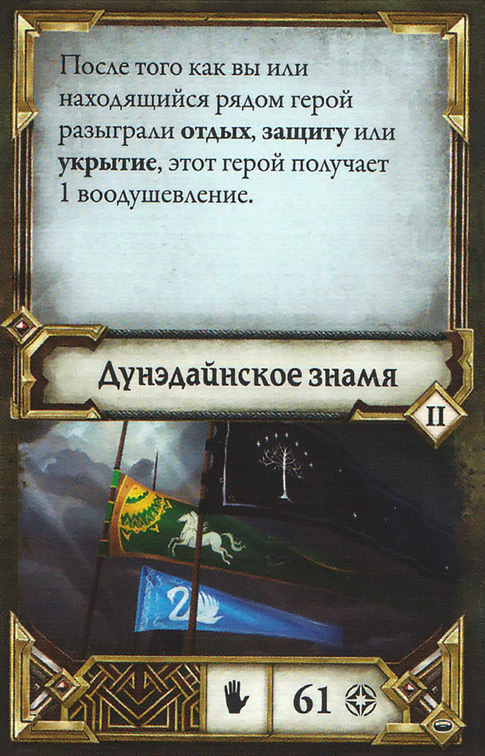 После того как вы или
находящийся рядом герой
разыграли отдых, защиту или
укрытие, этот герой получает
1 воодушевление.
Дунэдайнское знамя
II
61